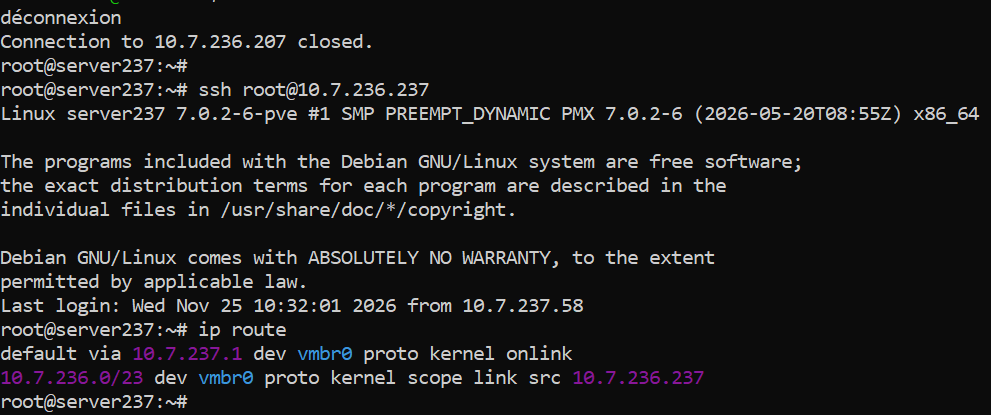 déconnexion
Connection to 10.7.236.207 closed.
root@server237:~#
root@server237:~# ssh root@10.7.236.237
Linux server237 7.0.2-6-pve #1 SMP PREEMPT_DYNAMIC PMX 7.0.2-6 (2026-05-20T08:55Z) x86_64
The programs included with the Debian GNU/Linux system are free software;
the exact distribution terms for each program are described in the
individual files in /usr/share/doc/*/copyright.
Debian GNU/Linux comes with ABSOLUTELY NO WARRANTY, to the extent
permitted by applicable law.
Last login: Wed Nov 25 10:32:01 2026 from 10.7.237.58
root@server237:~# ip route
default via 10.7.237.1 dev vmbr0 proto kernel onlink
10.7.236.0/23 dev vmbr0 proto kernel scope link src 10.7.236.237
root@server237:~#